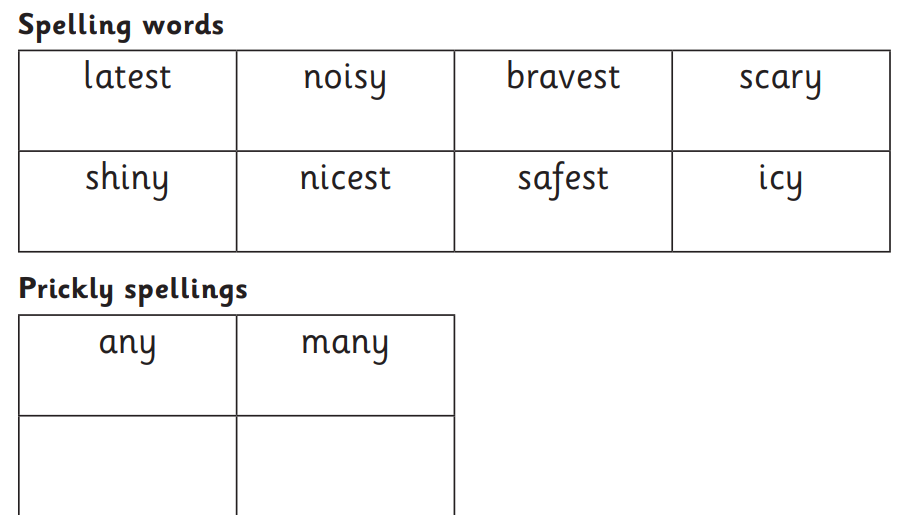 Spelling words
latest noisy bravest scary
shiny nicest safest icy
Prickly spellings
any many